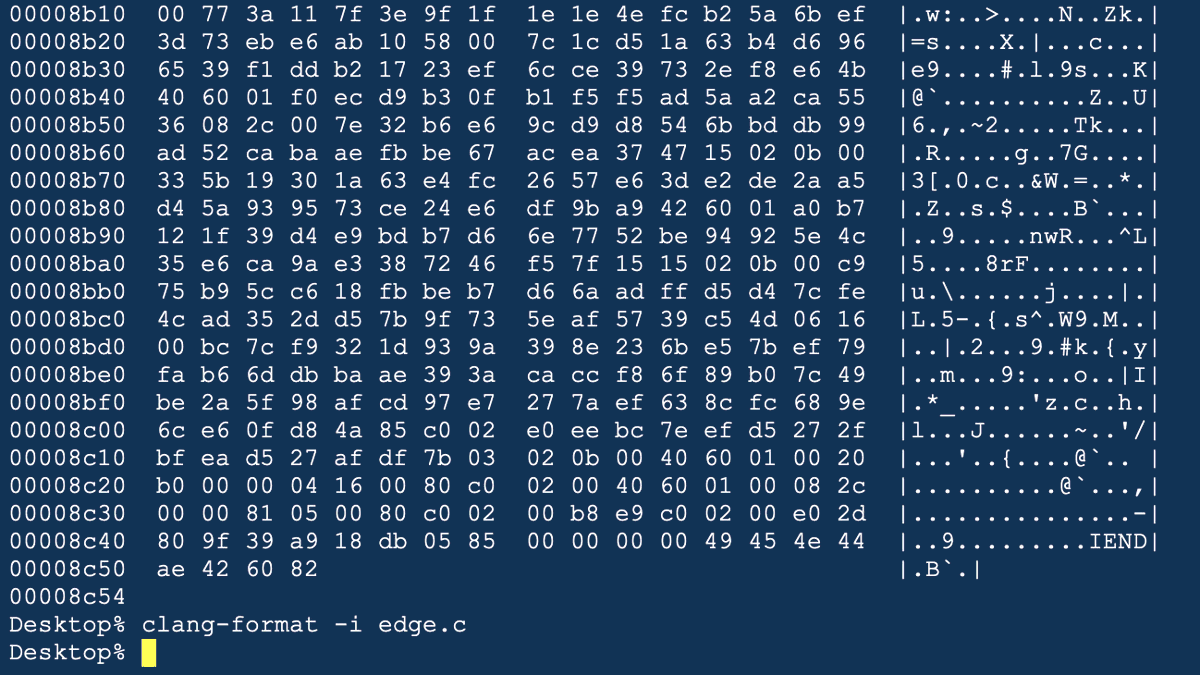 00008b10  00 77 3a 11 7f 3e 9f 1f  1e 1e 4e fc b2 5a 6b ef  |.w:..>....N..Zk.|
00008b20  3d 73 eb e6 ab 10 58 00  7c 1c d5 1a 63 b4 d6 96  |=s....X.|...c...|
00008b30  65 39 f1 dd b2 17 23 ef  6c ce 39 73 2e f8 e6 4b  |e9....#.l.9s...K|
00008b40  40 60 01 f0 ec d9 b3 0f  b1 f5 f5 ad 5a a2 ca 55  |@`..........Z..U|
00008b50  36 08 2c 00 7e 32 b6 e6  9c d9 d8 54 6b bd db 99  |6.,.~2.....Tk...|
00008b60  ad 52 ca ba ae fb be 67  ac ea 37 47 15 02 0b 00  |.R.....g..7G....|
00008b70  33 5b 19 30 1a 63 e4 fc  26 57 e6 3d e2 de 2a a5  |3[.0.c..&W.=..*.|
00008b80  d4 5a 93 95 73 ce 24 e6  df 9b a9 42 60 01 a0 b7  |.Z..s.$....B`...|
00008b90  12 1f 39 d4 e9 bd b7 d6  6e 77 52 be 94 92 5e 4c  |..9.....nwR...^L|
00008ba0  35 e6 ca 9a e3 38 72 46  f5 7f 15 15 02 0b 00 c9  |5....8rF........|
00008bb0  75 b9 5c c6 18 fb be b7  d6 6a ad ff d5 d4 7c fe  |u.\......j....|.|
00008bc0  4c ad 35 2d d5 7b 9f 73  5e af 57 39 c5 4d 06 16  |L.5-.{.s^.W9.M..|
00008bd0  00 bc 7c f9 32 1d 93 9a  39 8e 23 6b e5 7b ef 79  |..|.2...9.#k.{.y|
00008be0  fa b6 6d db ba ae 39 3a  ca cc f8 6f 89 b0 7c 49  |..m...9:...o..|I|
00008bf0  be 2a 5f 98 af cd 97 e7  27 7a ef 63 8c fc 68 9e  |.*_.....'z.c..h.|
00008c00  6c e6 0f d8 4a 85 c0 02  e0 ee bc 7e ef d5 27 2f  |l...J......~..'/|
00008c10  bf ea d5 27 af df 7b 03  02 0b 00 40 60 01 00 20  |...'..{....@`.. |
00008c20  b0 00 00 04 16 00 80 c0  02 00 40 60 01 00 08 2c  |..........@`...,|
00008c30  00 00 81 05 00 80 c0 02  00 b8 e9 c0 02 00 e0 2d  |...............-|
00008c40  80 9f 39 a9 18 db 05 85  00 00 00 00 49 45 4e 44  |..9.........IEND|
00008c50  ae 42 60 82  |.B`.|
00008c54
Desktop% clang-format -i edge.c
Desktop%